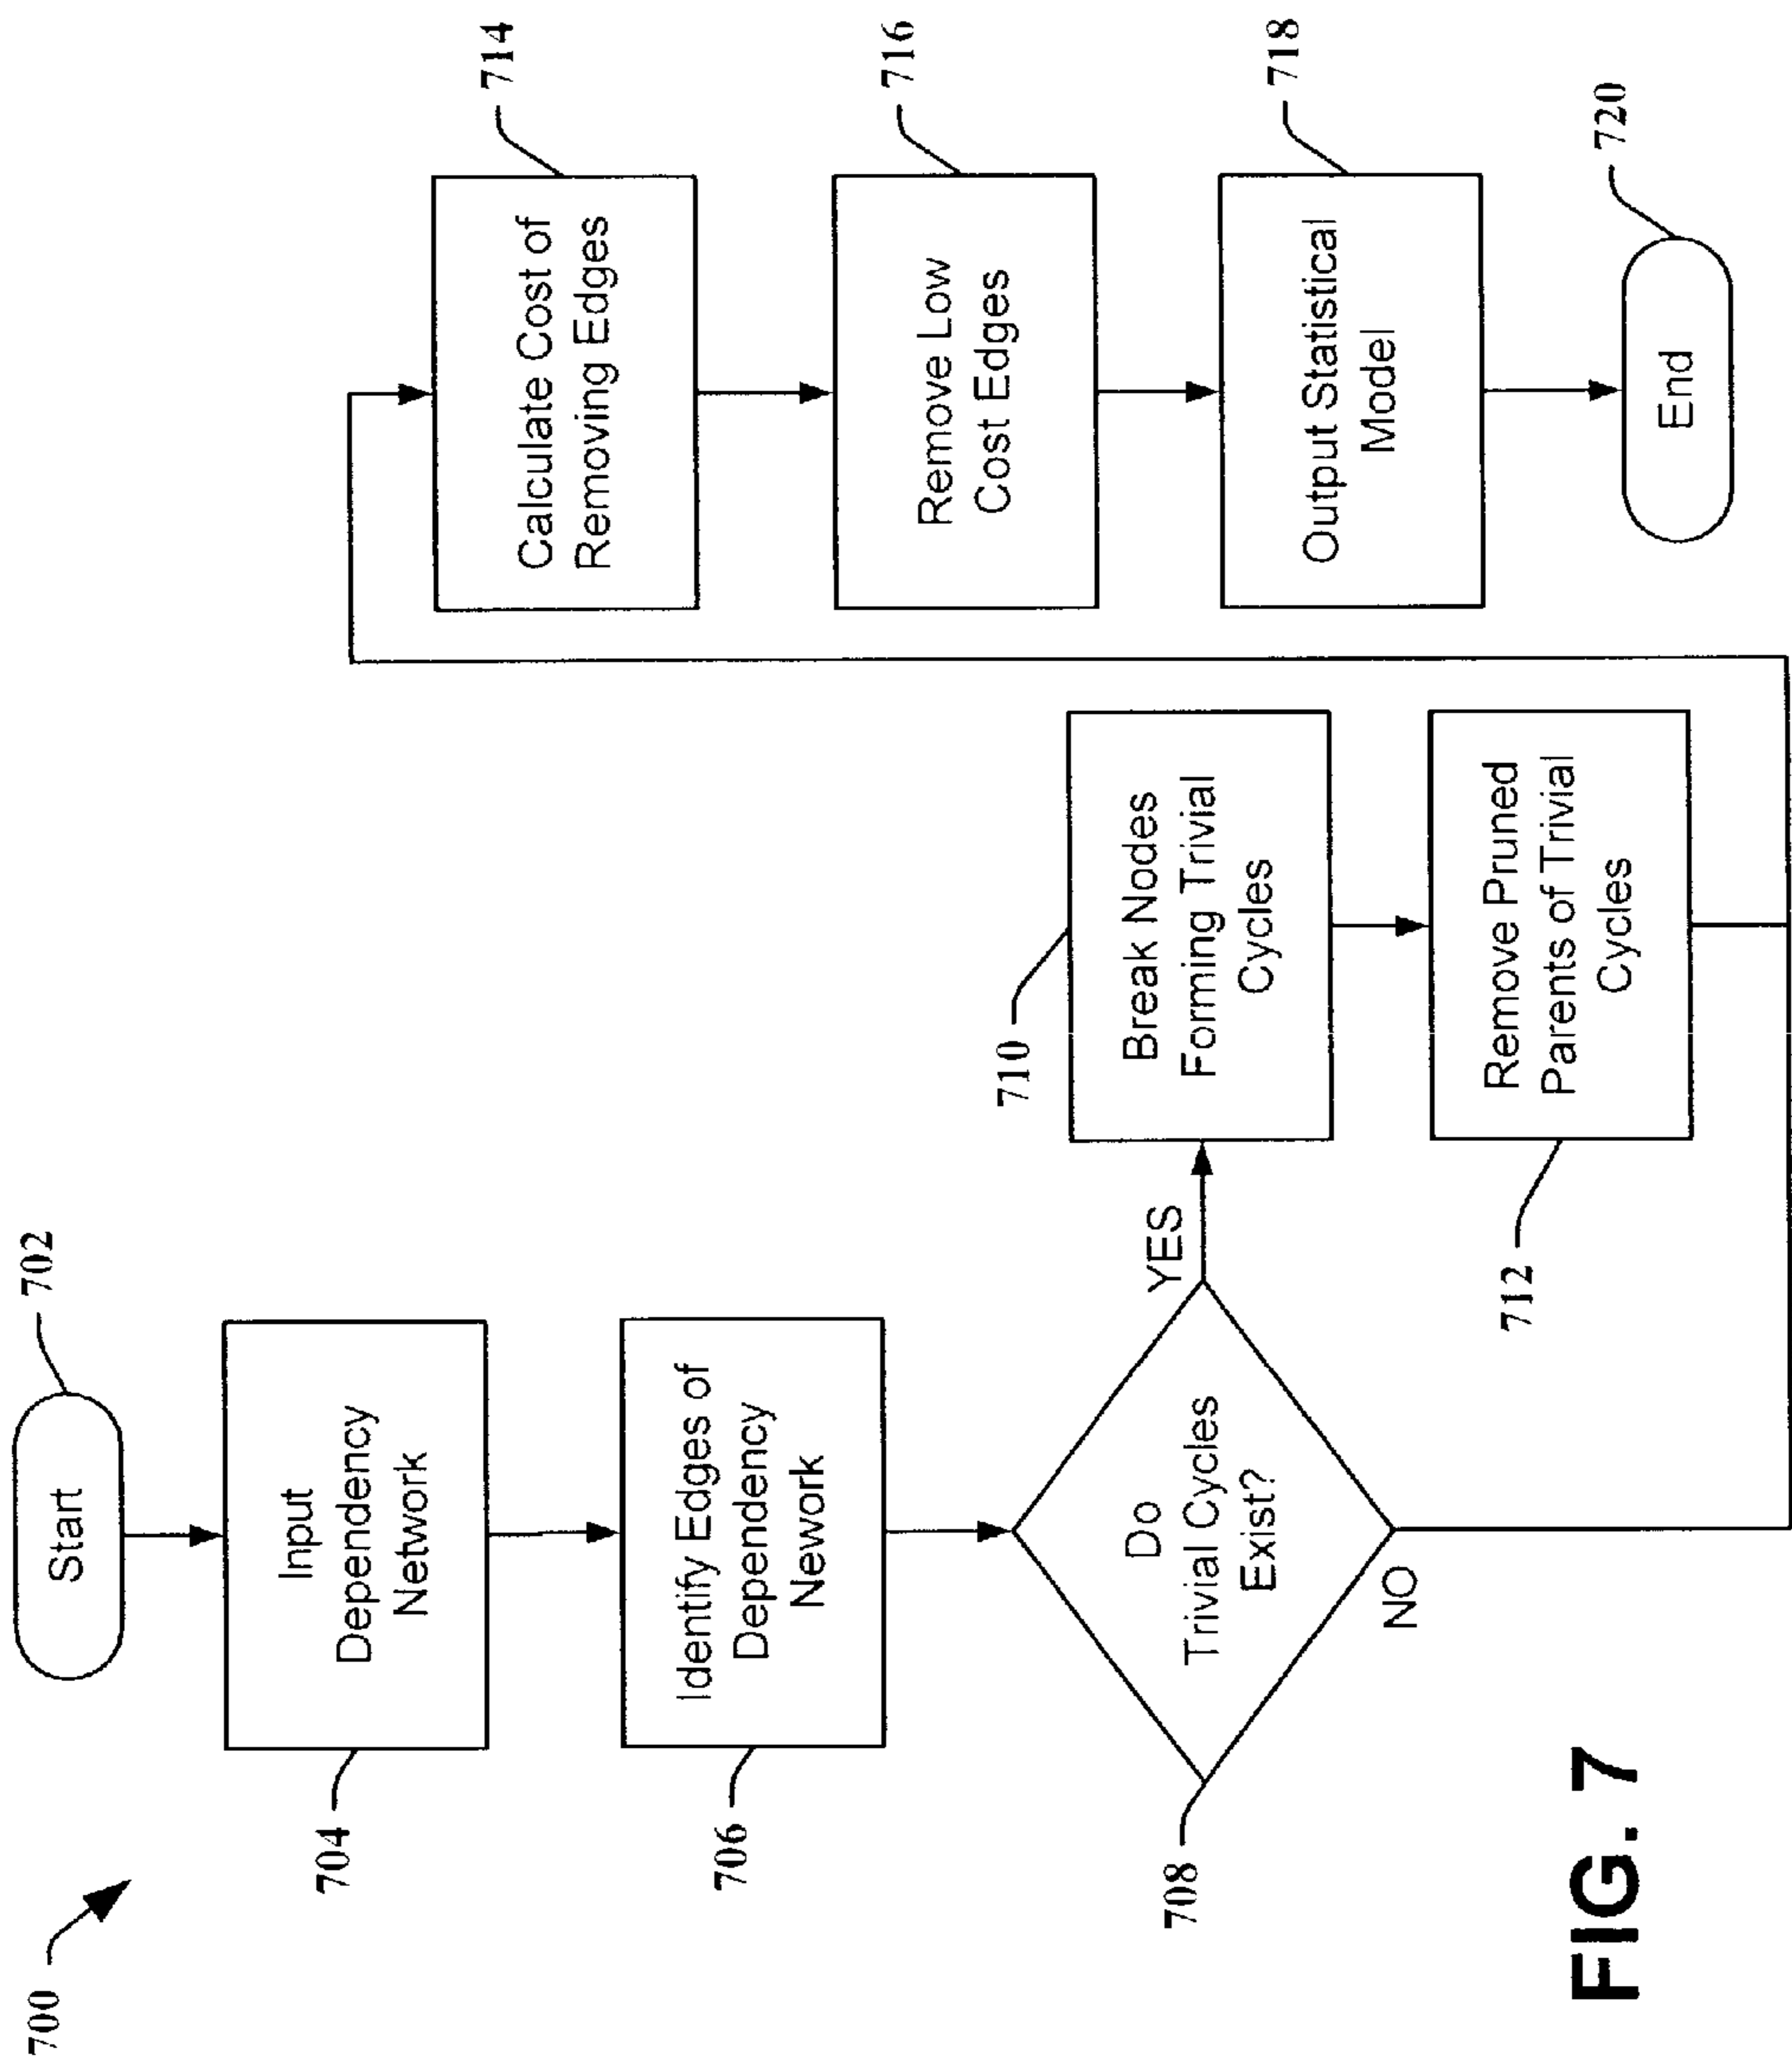 700
702
Start
704
Input
Dependency
Network
706
Identify Edges of
Dependency
Nework
708
Do
Trivial Cycles
Exist?
YES
NO
710
Break Nodes
Forming Trivial
Cycles
712
Remove Pruned
Parents of Trivial
Cycles
714
Calculate Cost of
Removing Edges
716
Remove Low
Cost Edges
718
Output Statistical
Model
720
End
FIG. 7